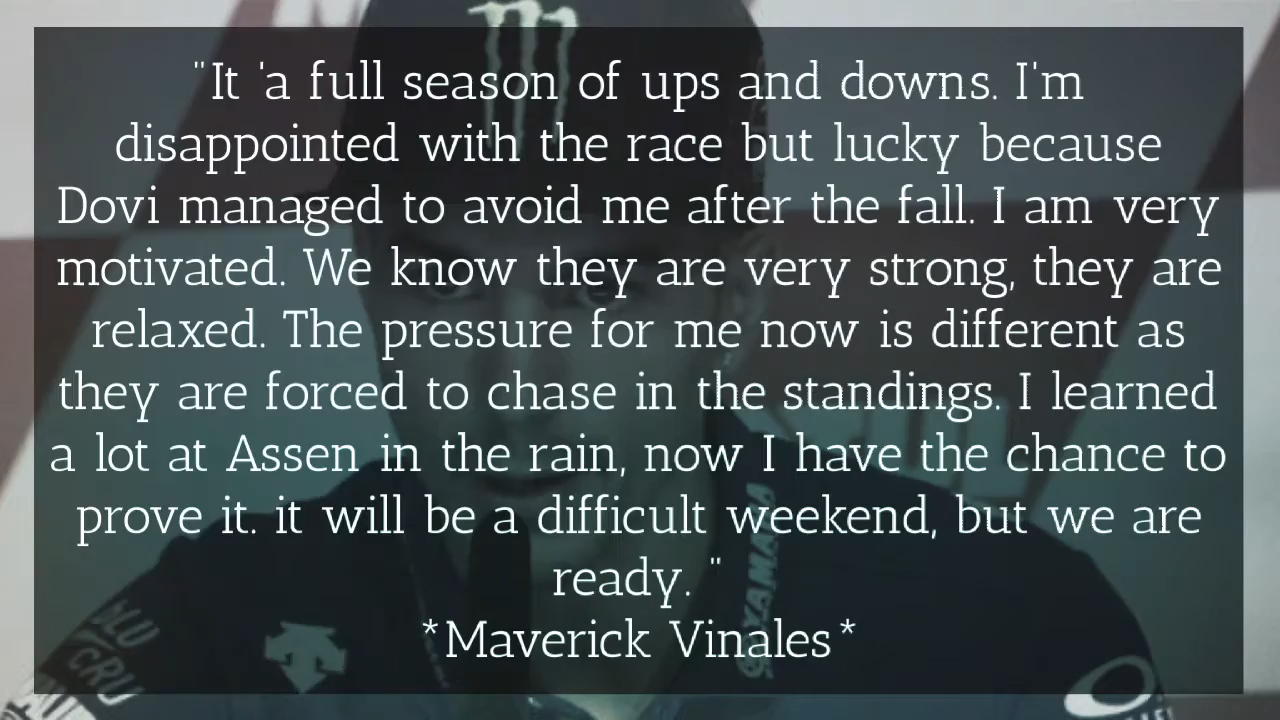 "It 'a full season of ups and downs. I'm
disappointed with the race but lucky because
Dovi managed to avoid me after the fall. I am very
motivated. We know they are very strong, they are
relaxed. The pressure for me now is different as
they are forced to chase in the standings. I learned
a lot at Assen in the rain, now I have the chance to
prove it. it will be a difficult weekend, but we are
ready. "
*Maverick Vinales*
YAMAHA
BLU
CRU